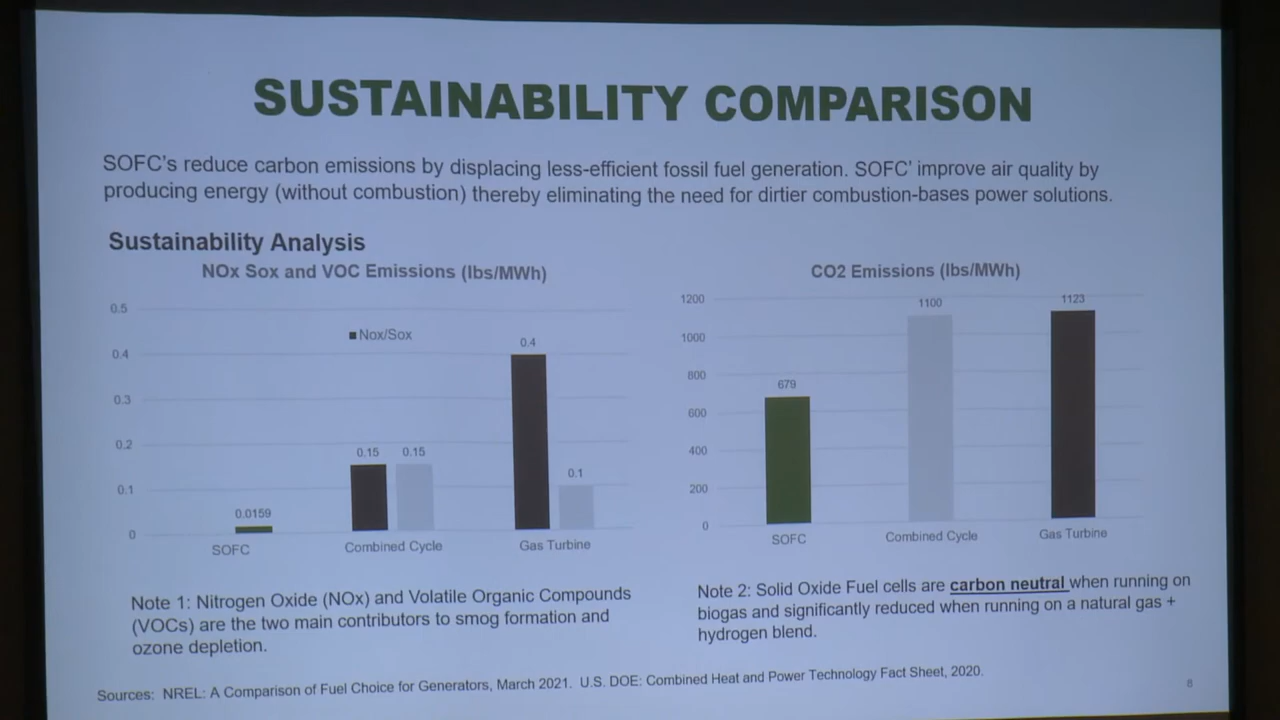 SUSTAINABILITY COMPARISON
SOFC's reduce carbon emissions by displacing less-efficient fossil fuel generation. SOFC' improve air quality by
producing energy (without combustion) thereby eliminating the need for dirtier combustion-bases power solutions.
Sustainability Analysis
NOx Sox and VOC Emissions (lbs/MWh)
0.5
0.4
0.3
0.2
0.1
0
Nox/Sox
0.0159
0.15
0.15
0.4
0.1
SOFC
Combined Cycle
Gas Turbine
CO2 Emissions (lbs/MWh)
1200
1000
800
600
400
200
0
679
1100
1123
SOFC
Combined Cycle
Gas Turbine
Note 1: Nitrogen Oxide (NOx) and Volatile Organic Compounds
(VOCs) are the two main contributors to smog formation and
ozone depletion.
Note 2: Solid Oxide Fuel cells are carbon neutral when running on
biogas and significantly reduced when running on a natural gas +
hydrogen blend.
Sources: NREL: A Comparison of Fuel Choice for Generators, March 2021. U.S. DOE: Combined Heat and Power Technology Fact Sheet, 2020.
8